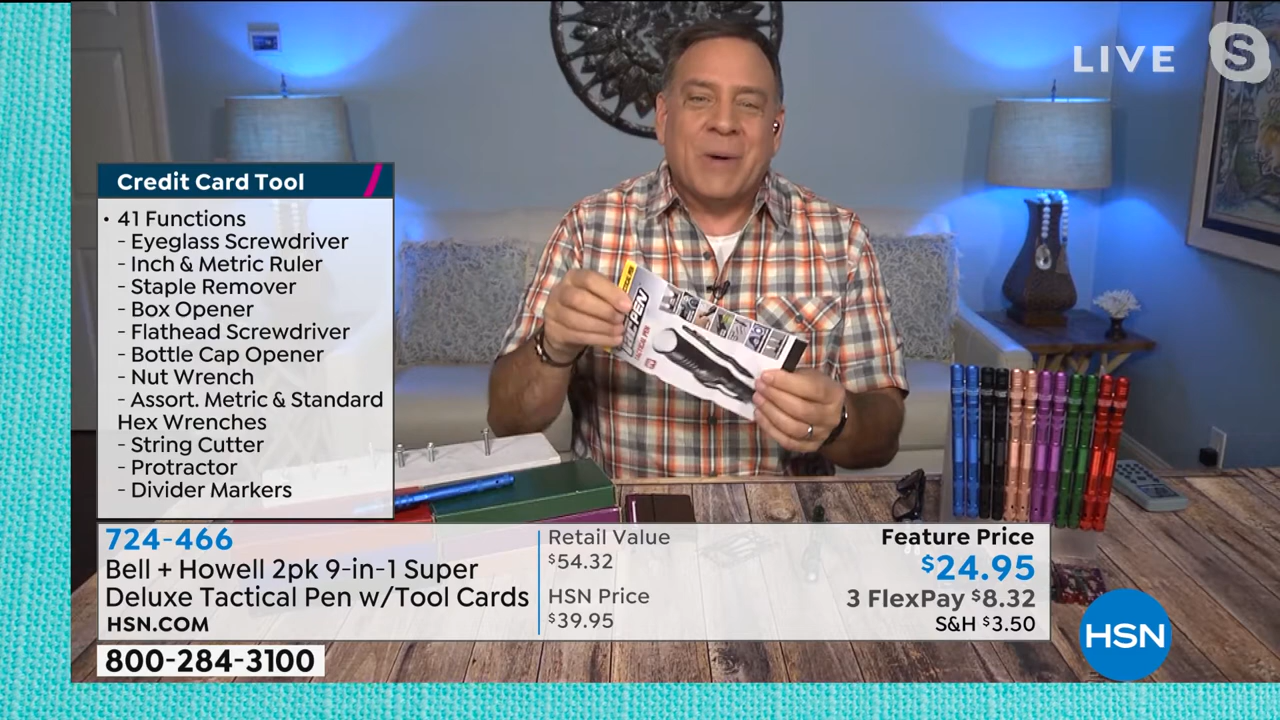 LIVE
S
Credit Card Tool
• 41 Functions
- Eyeglass Screwdriver
- Inch & Metric Ruler
- Staple Remover
- Box Opener
- Flathead Screwdriver
- Bottle Cap Opener
- Nut Wrench
- Assort. Metric & Standard
Hex Wrenches
- String Cutter
- Protractor
- Divider Markers
PEN
TACTICAL PEN
724-466
Bell + Howell 2pk 9-in-1 Super
Deluxe Tactical Pen w/Tool Cards
HSN.COM
Retail Value
$54.32
HSN Price
$39.95
Feature Price
$24.95
3 FlexPay $8.32
S&H $3.50
HSN
800-284-3100